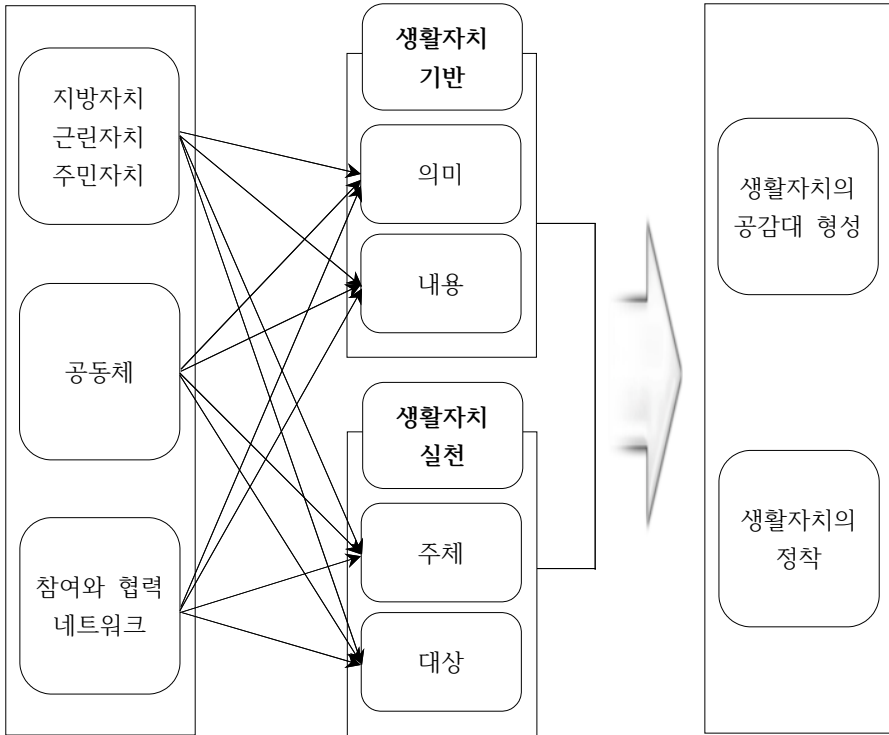 지방자치
근린자치
주민자치
공동체
참여와 협력
네트워크
생활자치
기반
의미
내용
생활자치
실천
주체
대상
생활자치의
공감대 형성
생활자치의
정착